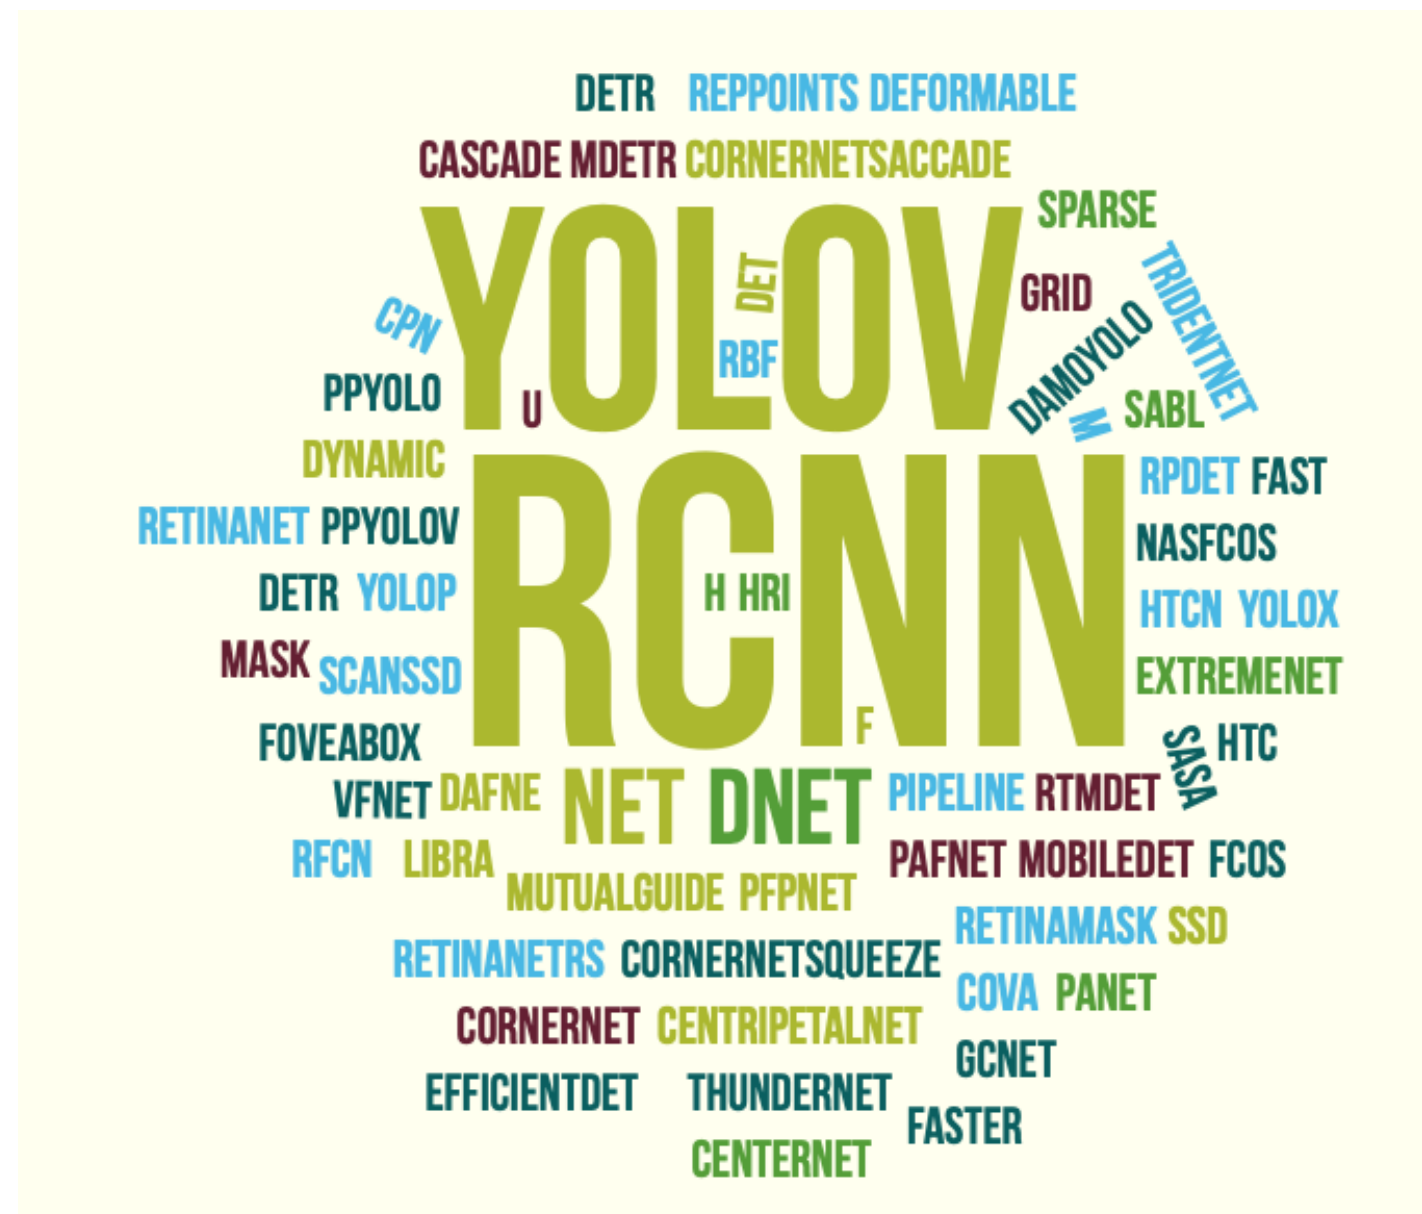 DETR REPPOINTS DEFORMABLE
CASCADE MDETR CORNERNETSACCADE
SPARSE
YOLOV
DET
GRID
TRIDENTNET
CPN
RBF
DAMOYOLO
PPYOLO
U
M
SABL
DYNAMIC
RCNN
RPDET FAST
RETINANET PPYOLOV
NASFCOS
DETR YOLOP
H HRI
HTCN YOLOX
MASK SCANSSD
EXTREMENET
F
FOVEABOX
SASA HTC
VFNET DAFNE NET DNET PIPELINE RTMDET
RFCN LIBRA
PAFNET MOBILEDET FCOS
MUTUALGUIDE PFPNET
RETINAMASK SSD
RETINANETRS CORNERNETSQUEEZE
COVA PANET
CORNERNET CENTRIPETALNET
GCNET
EFFICIENTDET THUNDERNET
FASTER
CENTERNET